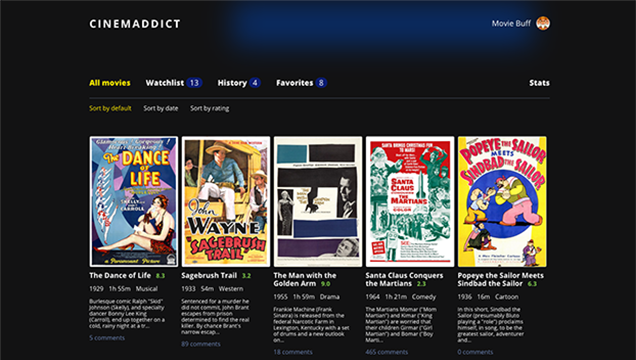 CINEMADDICT
Movie Buff
All movies Watchlist 13 History 4 Favorites 8 Stats
Sort by default Sort by date Sort by rating
The DANCE OF LIFE
a Paramount Picture
John WAYNE
SAGEBRUSH TRAIL
SANTA CLAUS
THE MARTIANS
POPEYE THE SAILOR
MEETS
SINDBAD THE SAILOR
The Dance of Life 8.3
1929 1h 55m Musical
Burlesque comic Ralph "Skid"
Johnson (Skelly), and specialty
dancer Bonny Lee King
(Carroll), end up together on a
cold, rainy night at a tr...
5 comments
Sagebrush Trail 3.2
1933 54m Western
Sentenced for a murder he
did not commit, John Brant
escapes from prison
determined to find the real
killer. By chance Brant's
narrow escap...
89 comments
The Man with the
Golden Arm 9.0
1955 1h 59m Drama
Frankie Machine (Frank
Sinatra) is released from the
federal Narcotic Farm in
Lexington, Kentucky with a set
of drums and a new outlook
on...
18 comments
Santa Claus Conquers
the Martians 2.3
1964 1h 21m Comedy
The Martians Momar ("Mom
Martian") and Kimar ("King
Martian") are worried that
their children Girmar ("Girl
Martian") and Bomar ("Boy
Mars...
465 comments
Popeye the Sailor Meets
Sindbad the Sailor 6.3
1936 16m Cartoon
In this short, Sindbad the
Sailor (presumably Bluto
playing a "role") proclaims
himself, in song, to be the
greatest sailor, adventurer
and...
0 comments